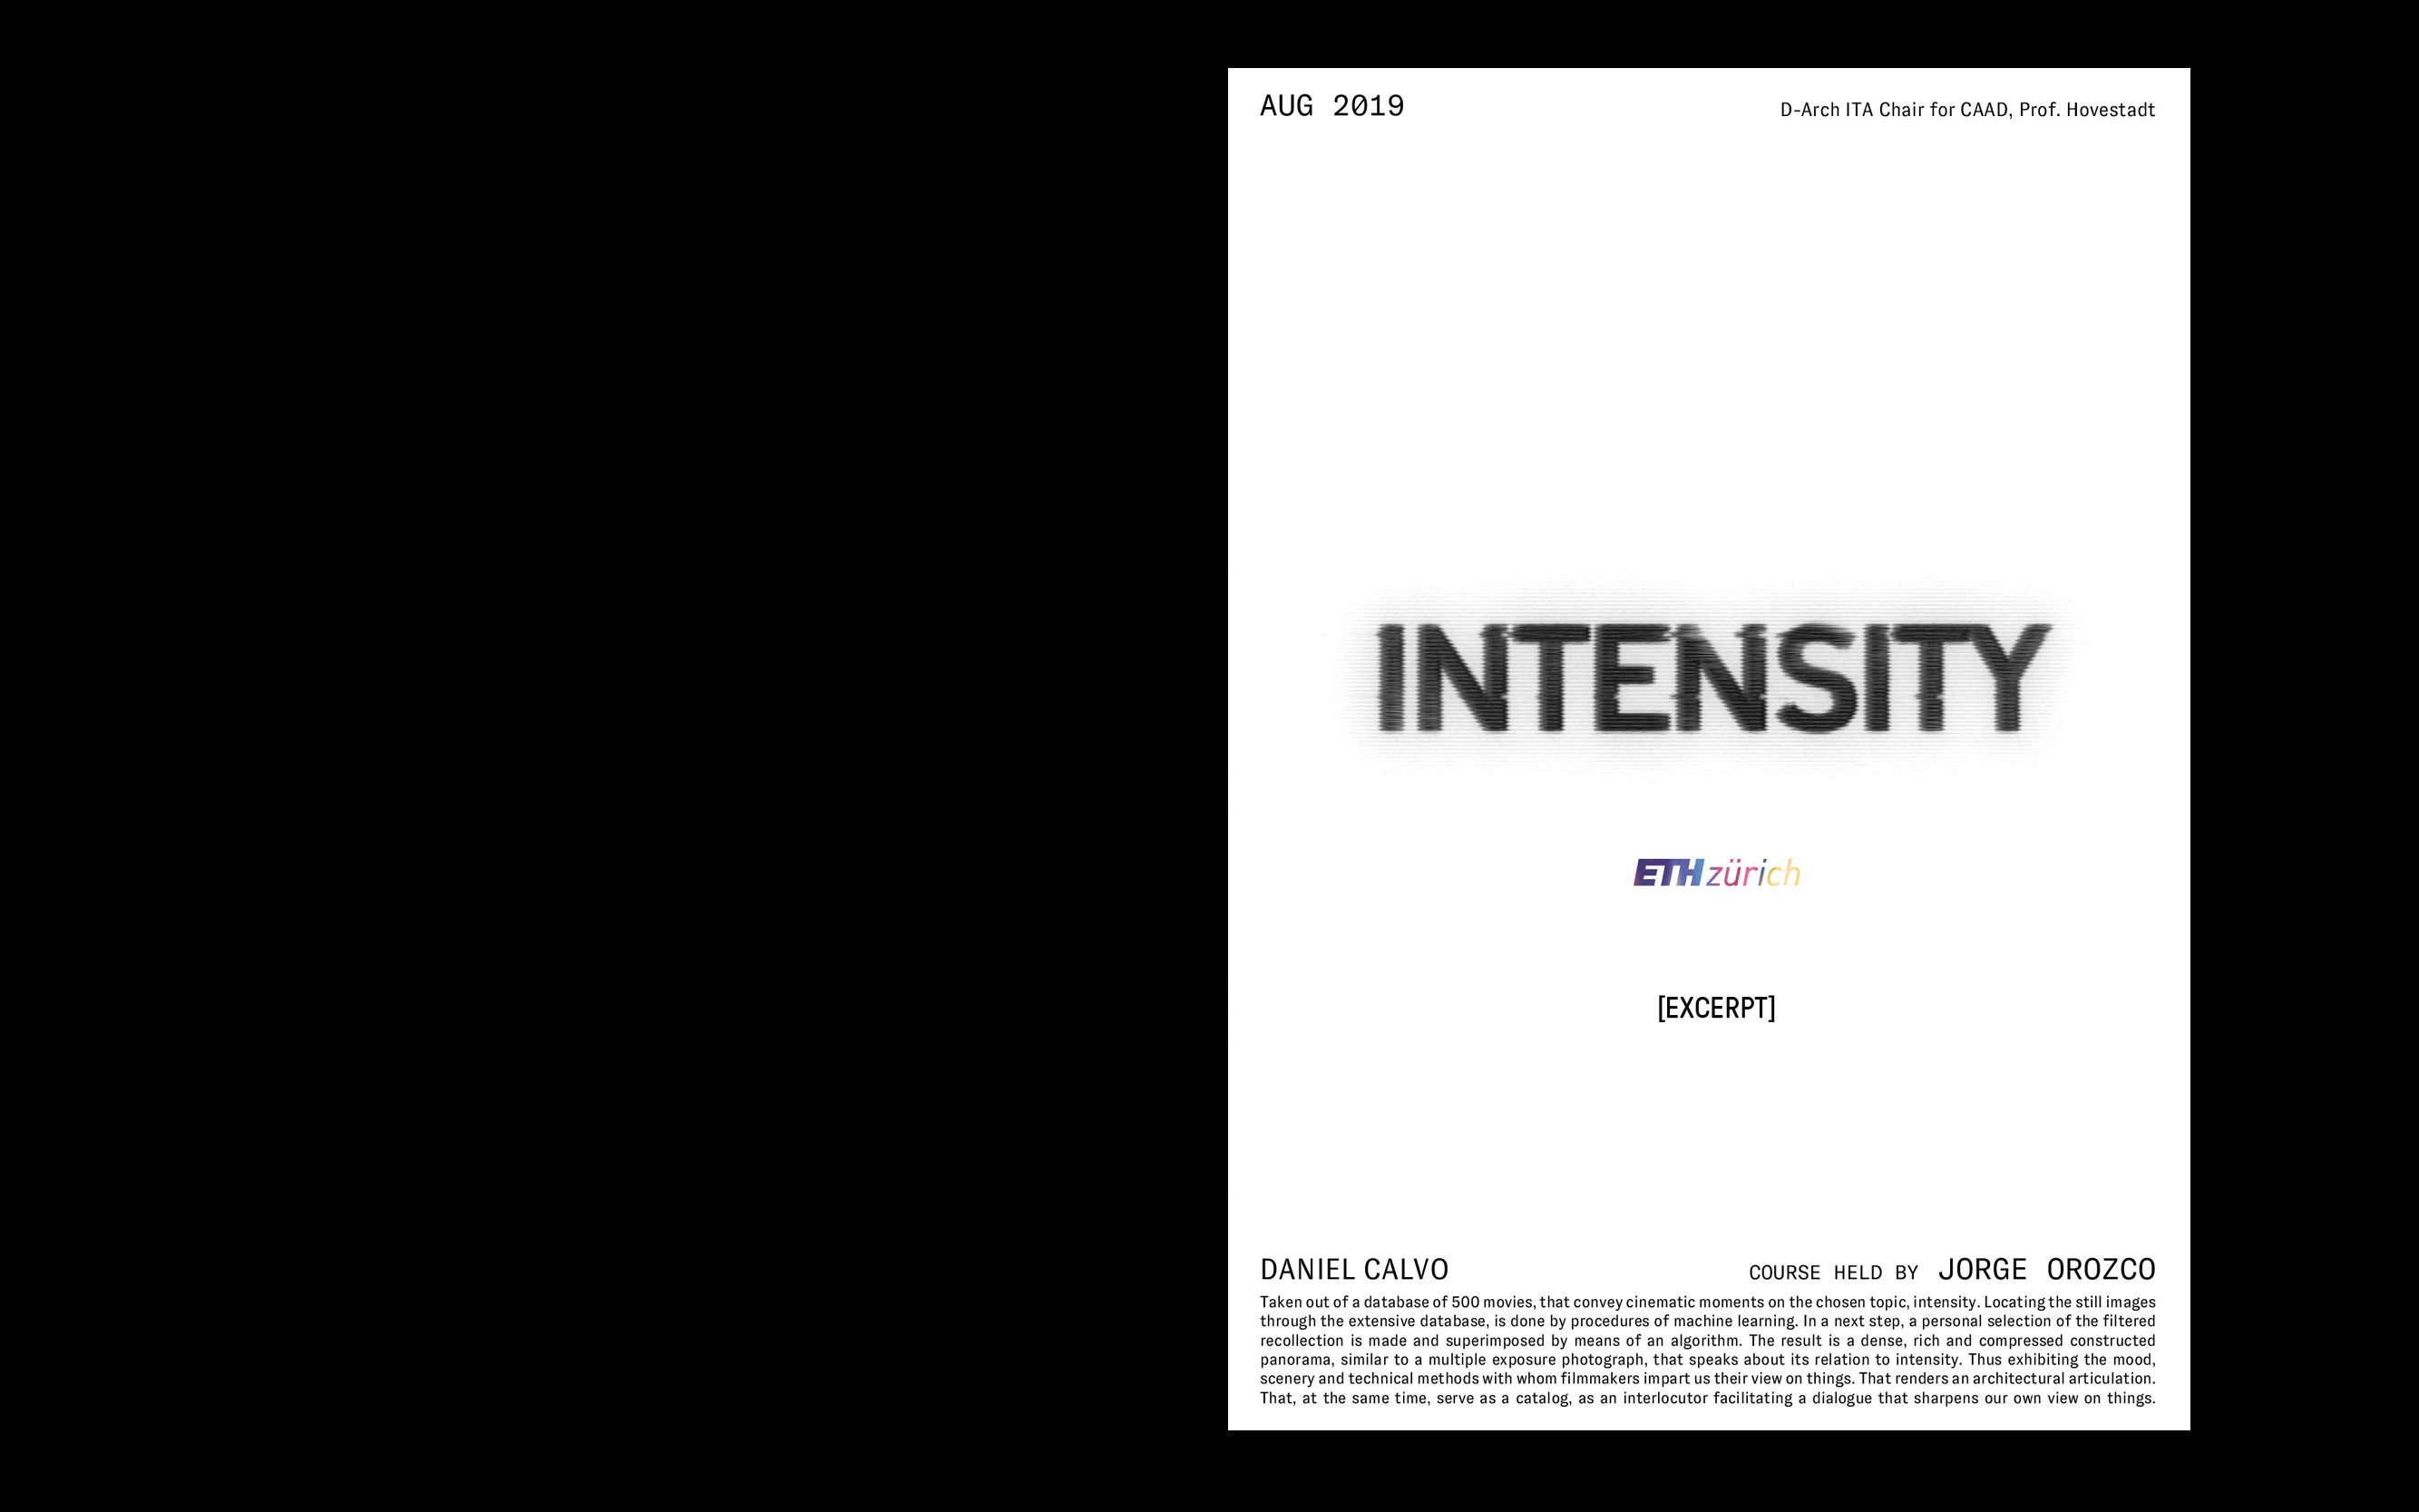 AUG 2019
D-Arch ITA Chair for CAAD, Prof. Hovestadt
INTENSITY
ETH zürich
[EXCERPT]
DANIEL CALVO
COURSE HELD BY JORGE OROZCO
Taken out of a database of 500 movies, that convey cinematic moments on the chosen topic, intensity. Locating the still images
through the extensive database, is done by procedures of machine learning. In a next step, a personal selection of the filtered
recollection is made and superimposed by means of an algorithm. The result is a dense, rich and compressed constructed
panorama, similar to a multiple exposure photograph, that speaks about its relation to intensity. Thus exhibiting the mood,
scenery and technical methods with whom filmmakers impart us their view on things. That renders an architectural articulation.
That, at the same time, serve as a catalog, as an interlocutor facilitating a dialogue that sharpens our own view on things.